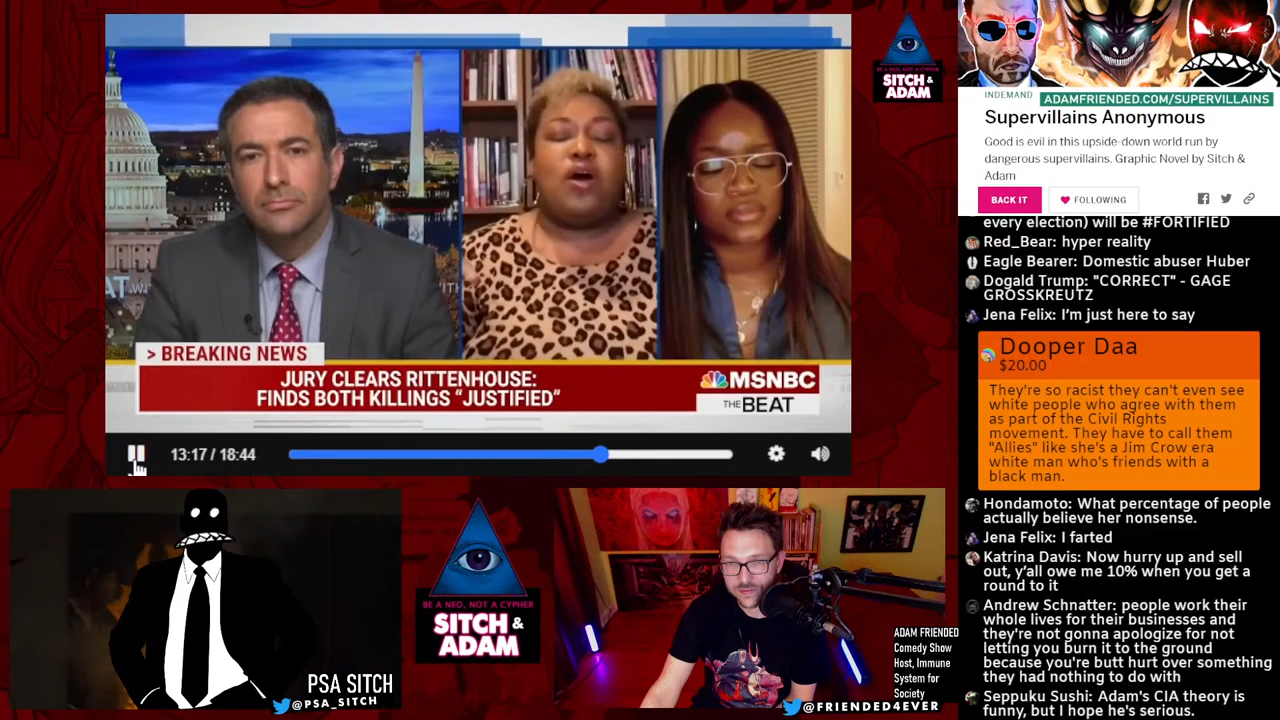 > BREAKING NEWS
JURY CLEARS RITTENHOUSE:
FINDS BOTH KILLINGS “JUSTIFIED”
MSNBC
THE BEAT
13:17 / 18:44
BE A NEO, NOT A CYPHER
SITCH &
ADAM
INDEMAND
ADAMFRIENDED.COM/SUPERVILLAINS
Supervillains Anonymous
Good is evil in this upside-down world run by
dangerous supervillains. Graphic Novel by Sitch &
Adam
BACK IT
FOLLOWING
every election) will be #FORTIFIED
Red_Bear: hyper reality
Eagle Bearer: Domestic abuser Huber
Dogald Trump: "CORRECT" - GAGE
GROSSKREUTZ
Jena Felix: I’m just here to say
Dooper Daa
$20.00
They're so racist they can't even see
white people who agree with them
as part of the Civil Rights
movement. They have to call them
"Allies" like she's a Jim Crow era
white man who's friends with a
black man.
Hondamoto: What percentage of people
actually believe her nonsense.
Jena Felix: I farted
Katrina Davis: Now hurry up and sell
out, y’all owe me 10% when you get a
round to it
Andrew Schnatter: people work their
whole lives for their businesses and
they're not gonna apologize for not
letting you burn it to the ground
because you're butt hurt over something
they had nothing to do with
Seppuku Sushi: Adam's CIA theory is
funny, but I hope he's serious.
PSA SITCH
@PSA_SITCH
BE A NEO, NOT A CYPHER
SITCH &
ADAM
ADAM FRIENDED
Comedy Show
Host, Immune
System for
Society
@FRIENDED4EVER